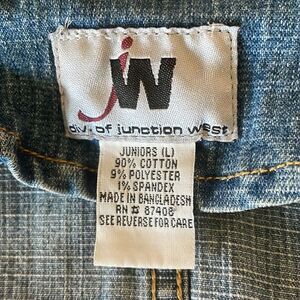 jW
div. of junction west
JUNIORS (L)
90% COTTON
9% POLYESTER
1% SPANDEX
MADE IN BANGLADESH
RN # 87408
SEE REVERSE FOR CARE